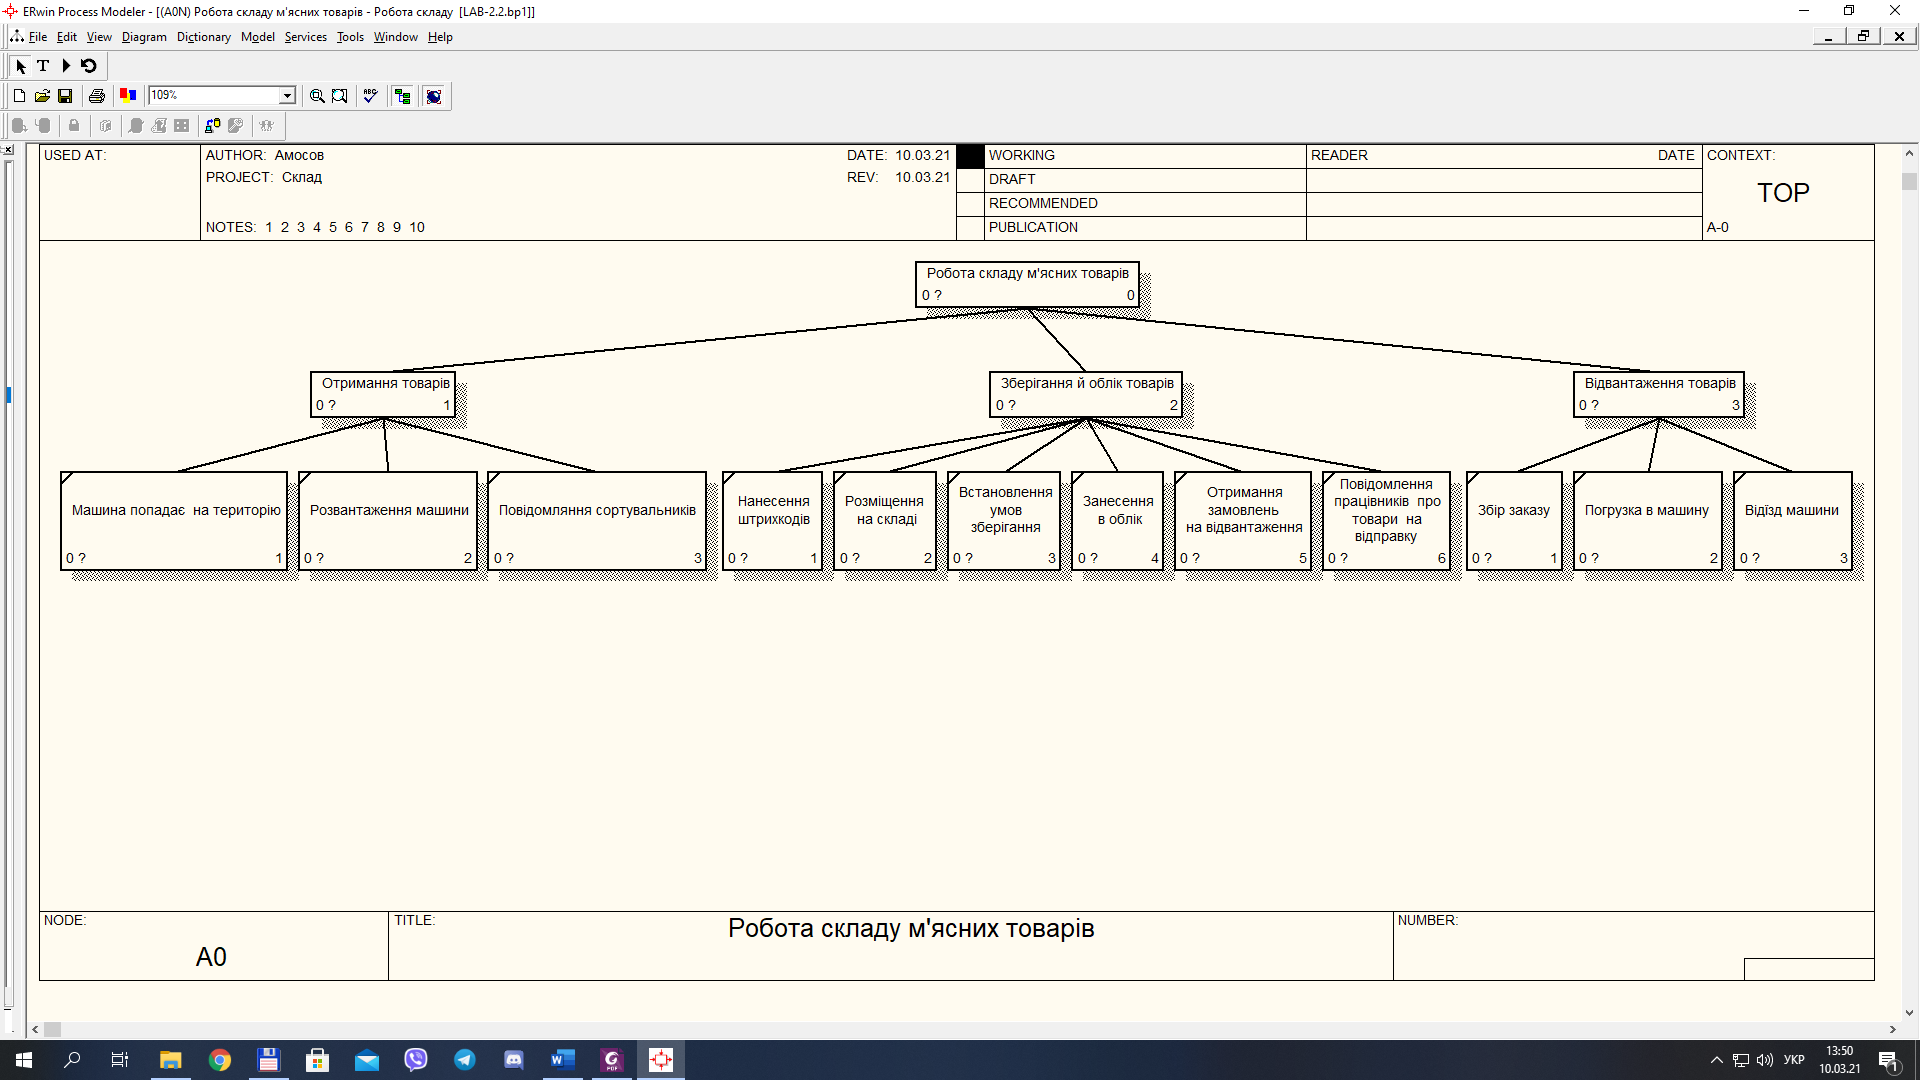 ERwin Process Modeler - [(A0N) Робота складу м'ясних товарів - Робота складу  [LAB-2.2.bp1]]
File Edit View Diagram Dictionary Model Services Tools Window Help
109%
USED AT:
AUTHOR: Амосов
DATE: 10.03.21
PROJECT: Склад
REV: 10.03.21
NOTES: 1 2 3 4 5 6 7 8 9 10
WORKING
DRAFT
RECOMMENDED
PUBLICATION
READER
DATE
CONTEXT:
TOP
A-0
Робота складу м'ясних товарів
0 ? 0
Отримання товарів
0 ? 1
Зберігання й облік товарів
0 ? 2
Відвантаження товарів
0 ? 3
Машина попадає на територію
0 ? 1
Розвантаження машини
0 ? 2
Повідомляння сортувальників
0 ? 3
Нанесення
штрихкодів
0 ? 1
Розміщення
на складі
0 ? 2
Встановлення
умов
зберігання
0 ? 3
Занесення
в облік
0 ? 4
Отримання
замовлень
на відвантаження
0 ? 5
Повідомлення
працівників про
товари на
відправку
0 ? 6
Збір заказу
0 ? 1
Погрузка в машину
0 ? 2
Відїзд машини
0 ? 3
NODE:
A0
TITLE:
Робота складу м'ясних товарів
NUMBER:
УКР
13:50
10.03.21
1